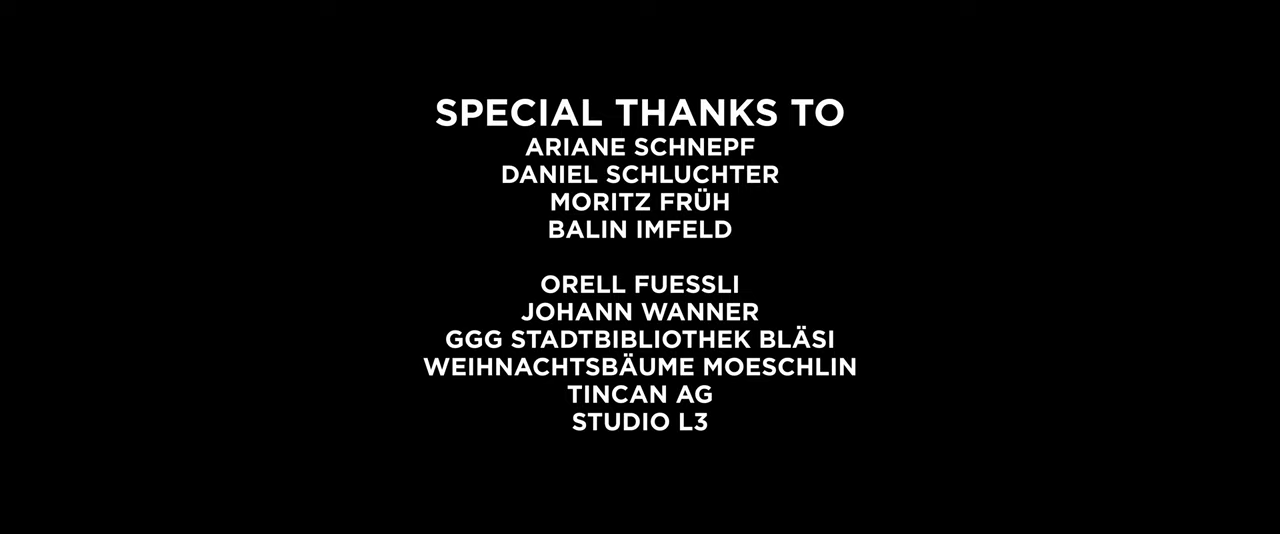 SPECIAL THANKS TO
ARIANE SCHNEPF
DANIEL SCHLUCHTER
MORITZ FRÜH
BALIN IMFELD
ORELL FUESSLI
JOHANN WANNER
GGG STADTBIBLIOTHEK BLÄSI
WEIHNACHTSBÄUME MOESCHLIN
TINCAN AG
STUDIO L3